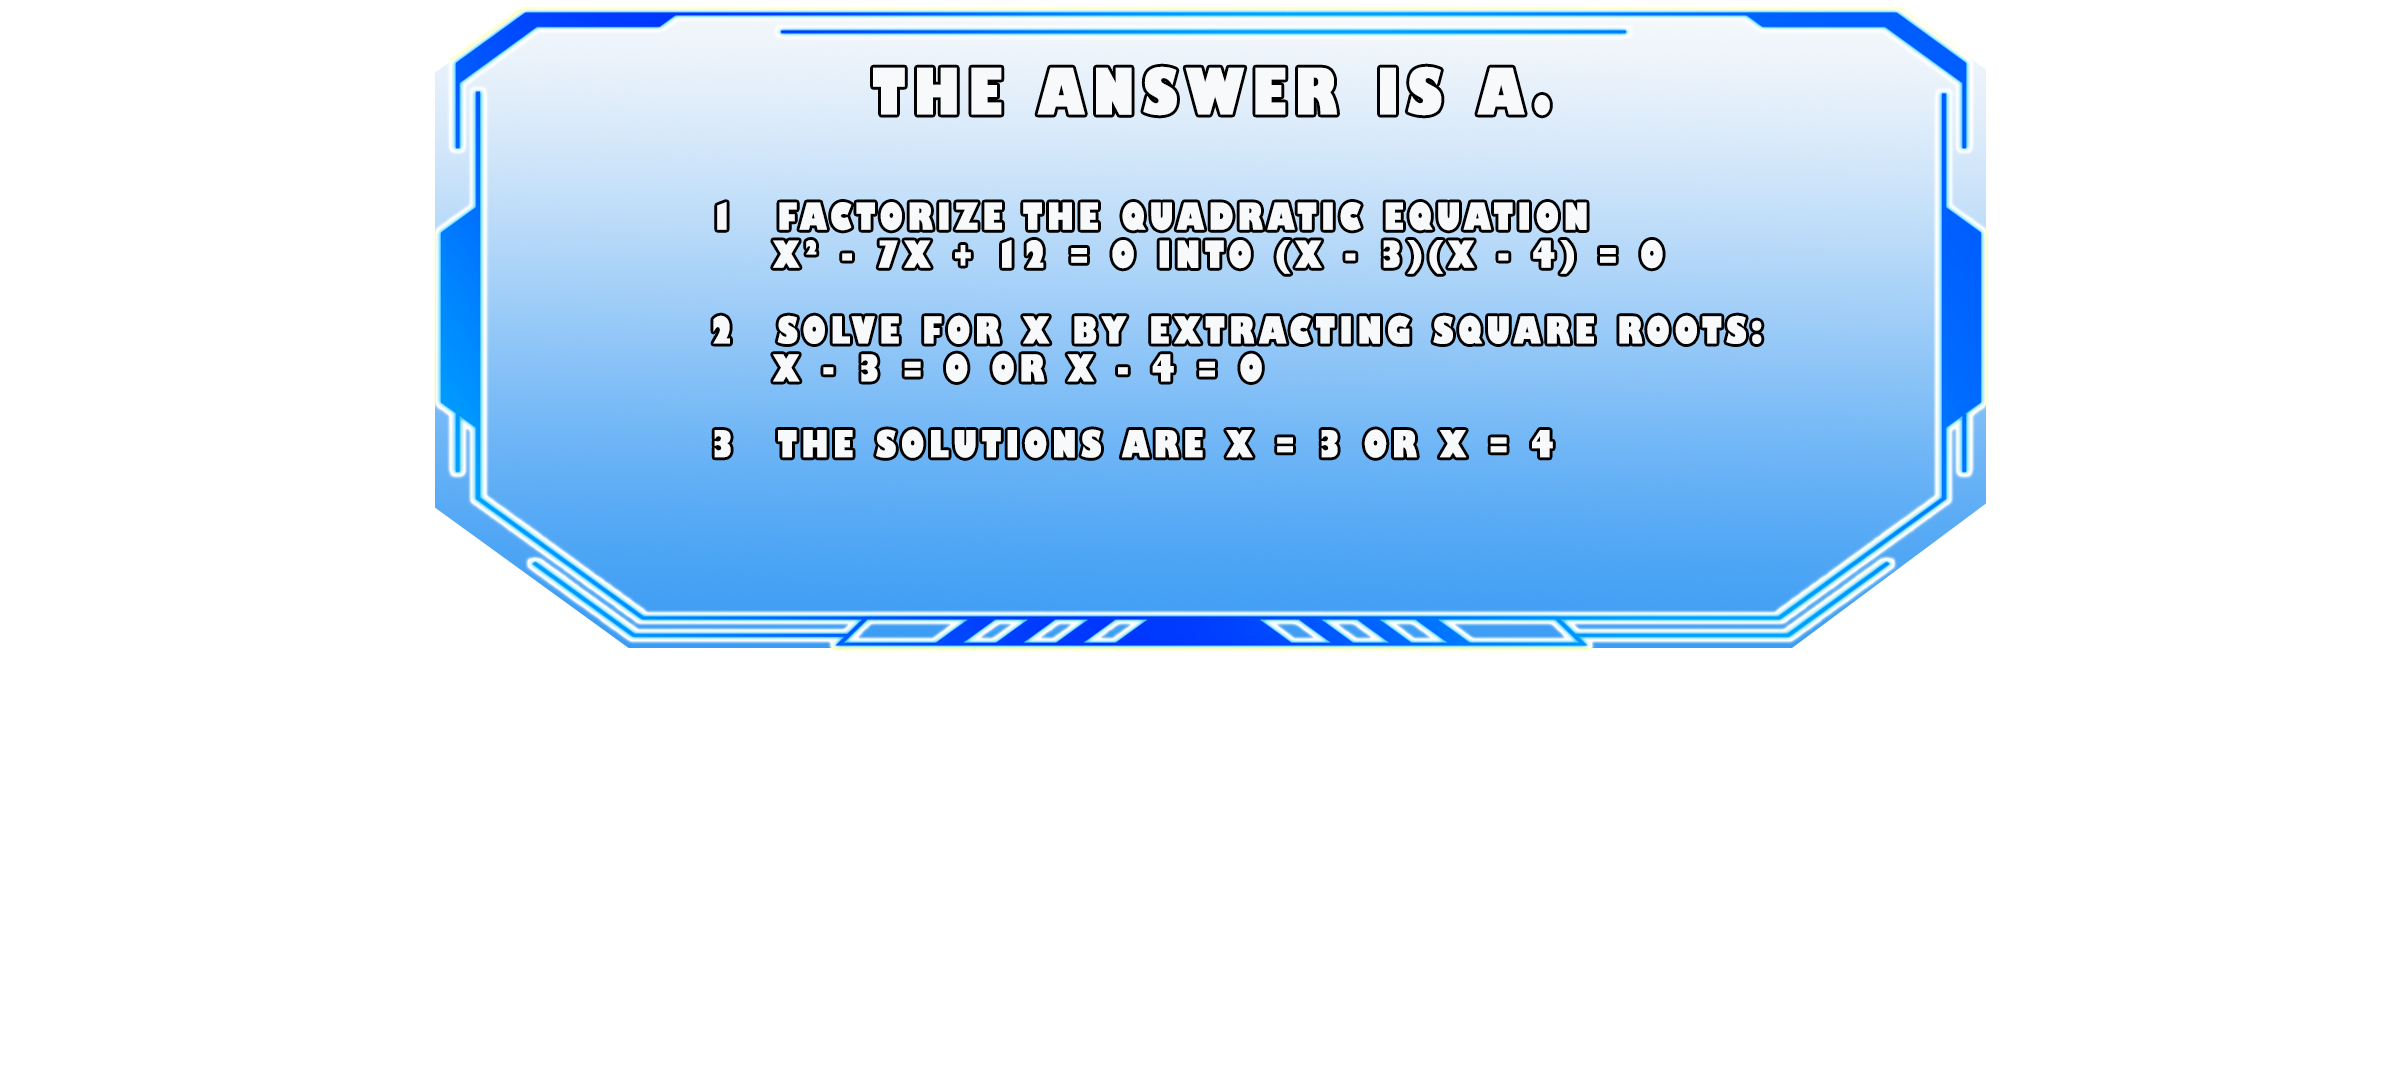 THE ANSWER IS A.
1 FACTORIZE THE QUADRATIC EQUATION
X² - 7X + 12 = 0 INTO (X - 3)(X - 4) = 0
2 SOLVE FOR X BY EXTRACTING SQUARE ROOTS:
X - 3 = 0 OR X - 4 = 0
3 THE SOLUTIONS ARE X = 3 OR X = 4